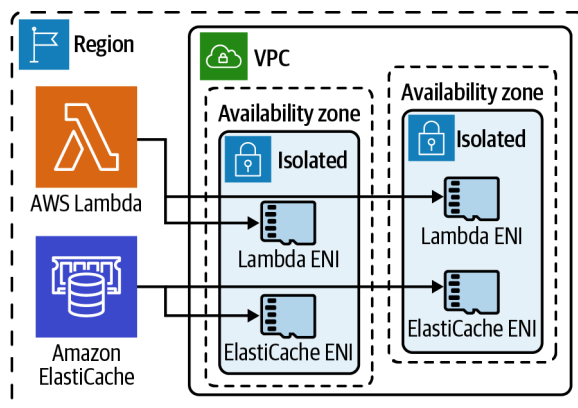 Region
VPC
Availability zone
Isolated
Lambda ENI
ElastiCache ENI
Availability zone
Isolated
Lambda ENI
ElastiCache ENI
AWS Lambda
Amazon
ElastiCache